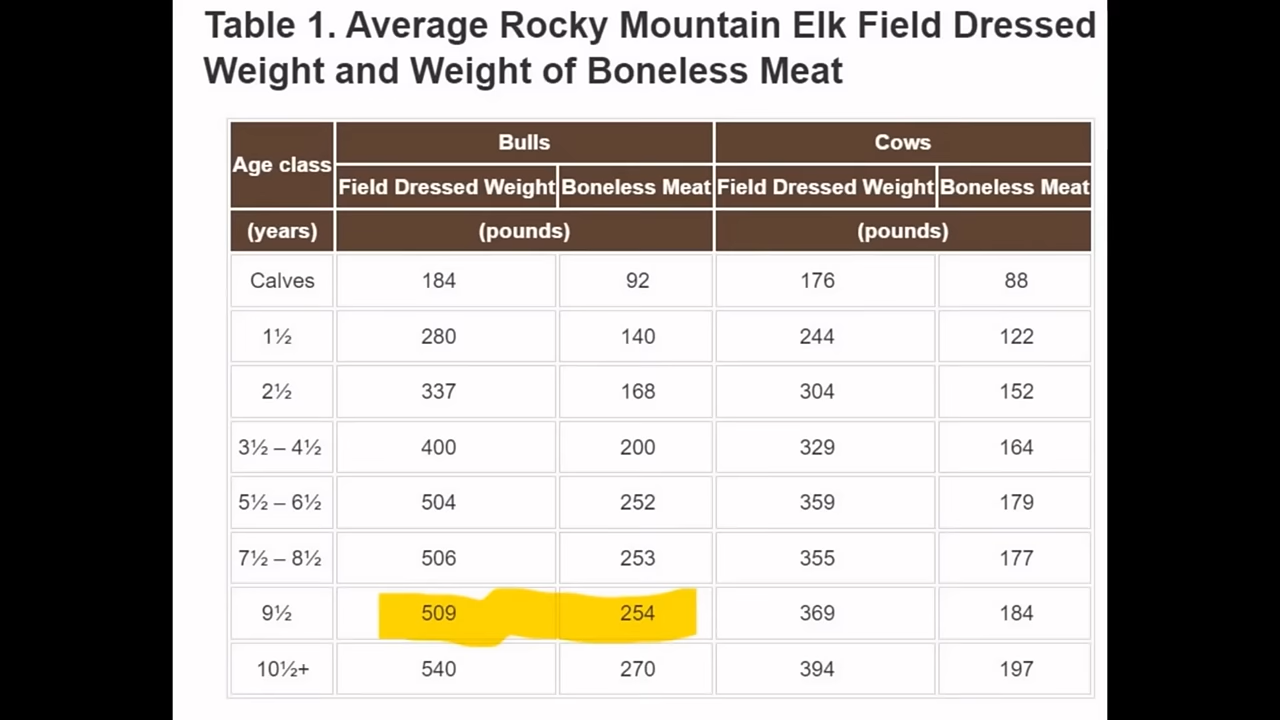 Table 1. Average Rocky Mountain Elk Field Dressed
Weight and Weight of Boneless Meat
Age class Bulls Cows
Field Dressed Weight Boneless Meat Field Dressed Weight Boneless Meat
(years) (pounds) (pounds)
Calves 184 92 176 88
1½ 280 140 244 122
2½ 337 168 304 152
3½ – 4½ 400 200 329 164
5½ – 6½ 504 252 359 179
7½ – 8½ 506 253 355 177
9½ 509 254 369 184
10½+ 540 270 394 197